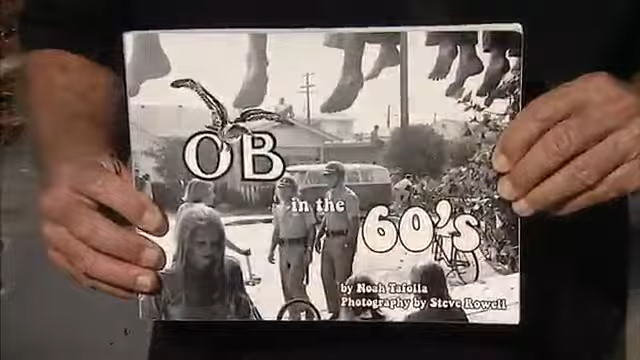 OB
in the
60's
by Noah Tafolla
Photography by Steve Rowell